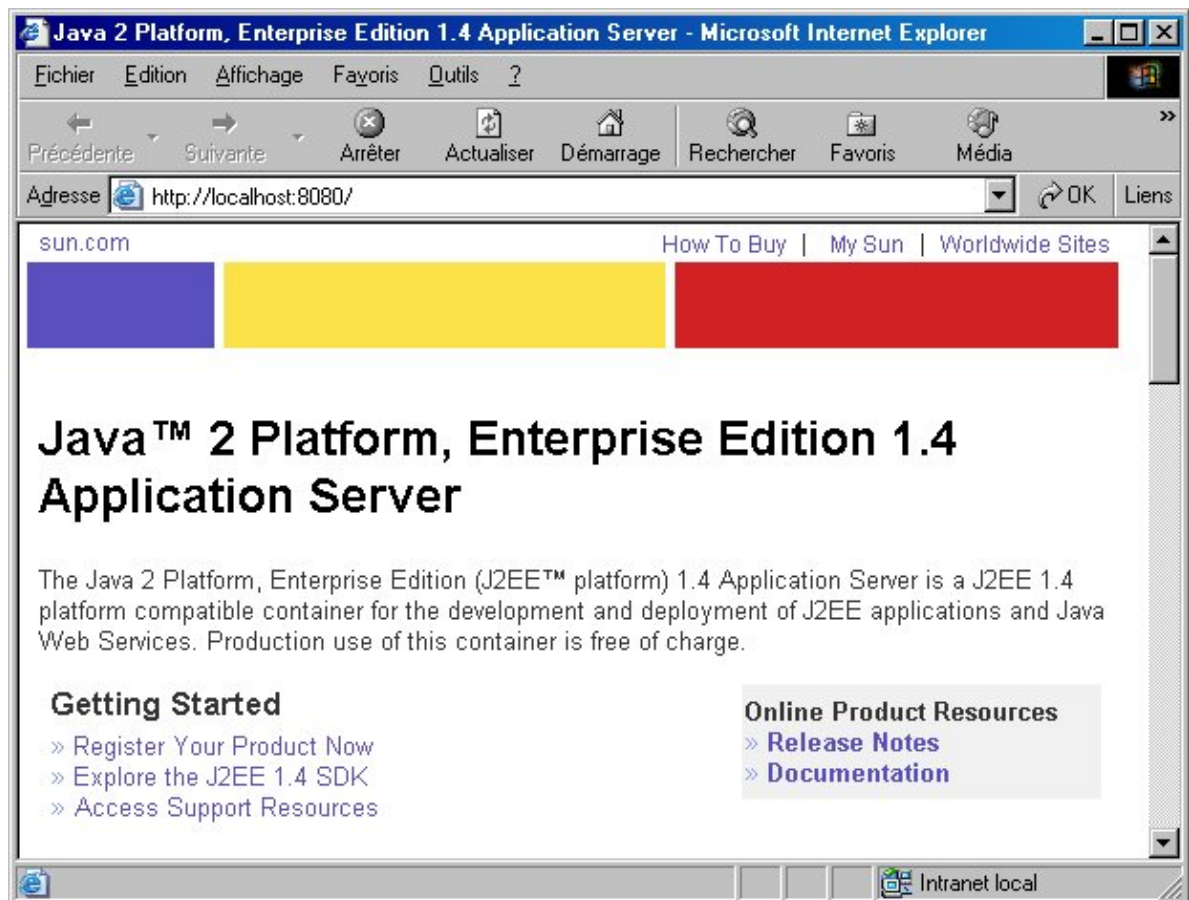 Java 2 Platform, Enterprise Edition 1.4 Application Server - Microsoft Internet Explorer
Fichier Edition Affichage Favoris Outils ?
Précédente Suivante Arrêter Actualiser Démarrage Rechercher Favoris Média »
Adresse http://localhost:8080/ OK Liens
sun.com How To Buy | My Sun | Worldwide Sites
Java™ 2 Platform, Enterprise Edition 1.4
Application Server
The Java 2 Platform, Enterprise Edition (J2EE™ platform) 1.4 Application Server is a J2EE 1.4
platform compatible container for the development and deployment of J2EE applications and Java
Web Services. Production use of this container is free of charge.
Getting Started
» Register Your Product Now
» Explore the J2EE 1.4 SDK
» Access Support Resources
Online Product Resources
» Release Notes
» Documentation
Intranet local